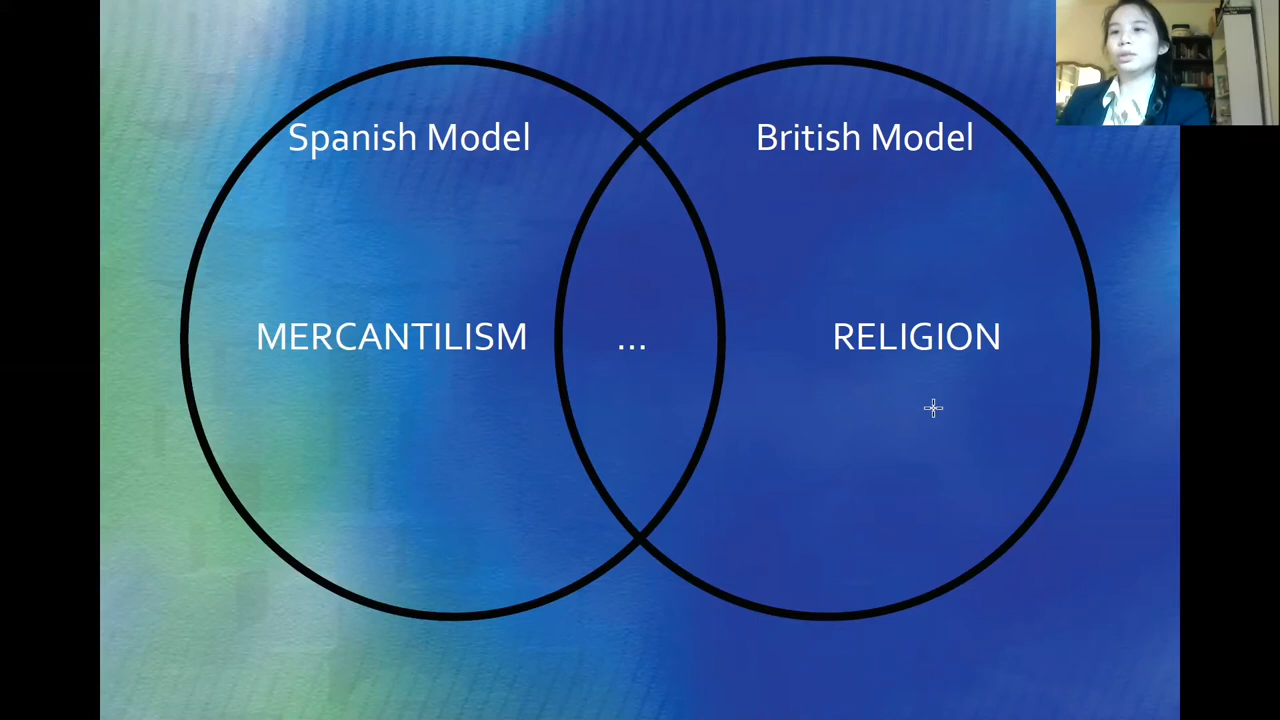 Spanish Model
British Model
MERCANTILISM
...
RELIGION